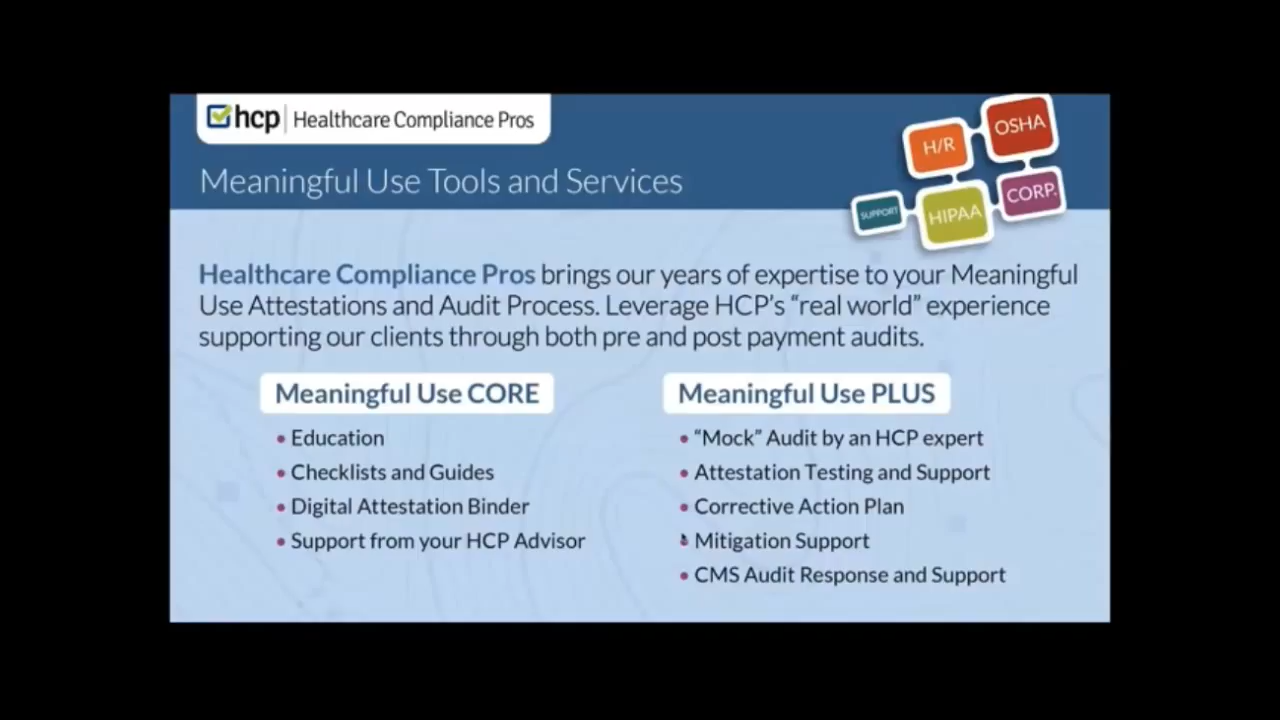 hcp | Healthcare Compliance Pros
Meaningful Use Tools and Services
H/R
OSHA
SUPPORT
HIPAA
CORP.
Healthcare Compliance Pros brings our years of expertise to your Meaningful
Use Attestations and Audit Process. Leverage HCP’s “real world” experience
supporting our clients through both pre and post payment audits.
Meaningful Use CORE
• Education
• Checklists and Guides
• Digital Attestation Binder
• Support from your HCP Advisor
Meaningful Use PLUS
• “Mock” Audit by an HCP expert
• Attestation Testing and Support
• Corrective Action Plan
• Mitigation Support
• CMS Audit Response and Support